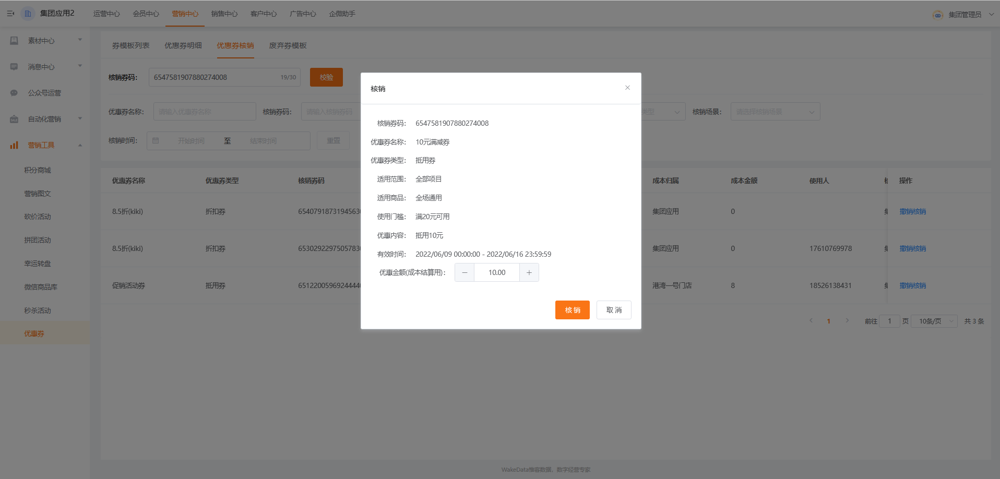 集团应用2 运营中心 会员中心 营销中心 销售中心 客户中心 广告中心 企微助手 集团管理员
素材中心
消息中心
公众号运营
自动化营销
营销工具
积分商城
营销图文
砍价活动
拼团活动
幸运转盘
微信商品库
秒杀活动
优惠券
券模板列表 优惠券明细 优惠券核销 废弃券模板
核销券码： 6547581907880274008 19/30 校验
优惠券名称： 请输入优惠券名称 核销券码： 请输入核销券码 类型 核销场景： 请选择核销场景
核销时间： 开始时间 至 结束时间 重置
优惠券名称 优惠券类型 核销券码 成本归属 成本金额 使用人 操作
8.5折(kiki) 折扣券 654079187319456 集团应用 0 撤销核销
8.5折(kiki) 折扣券 653029229750578 集团应用 0 17610769978 撤销核销
促销活动券 抵用券 651220059692444 港湾一号门店 8 18526138431 撤销核销
1 前往 1 页 10条/页 共 3 条
核销
核销券码： 6547581907880274008
优惠券名称： 10元满减券
优惠券类型： 抵用券
适用范围： 全部项目
适用商品： 全场通用
使用门槛： 满20元可用
优惠内容： 抵用10元
有效时间： 2022/06/09 00:00:00 - 2022/06/16 23:59:59
优惠金额(成本结算用)： － 10.00 +
核销 取消
WakeData惟客数据，数字经营专家